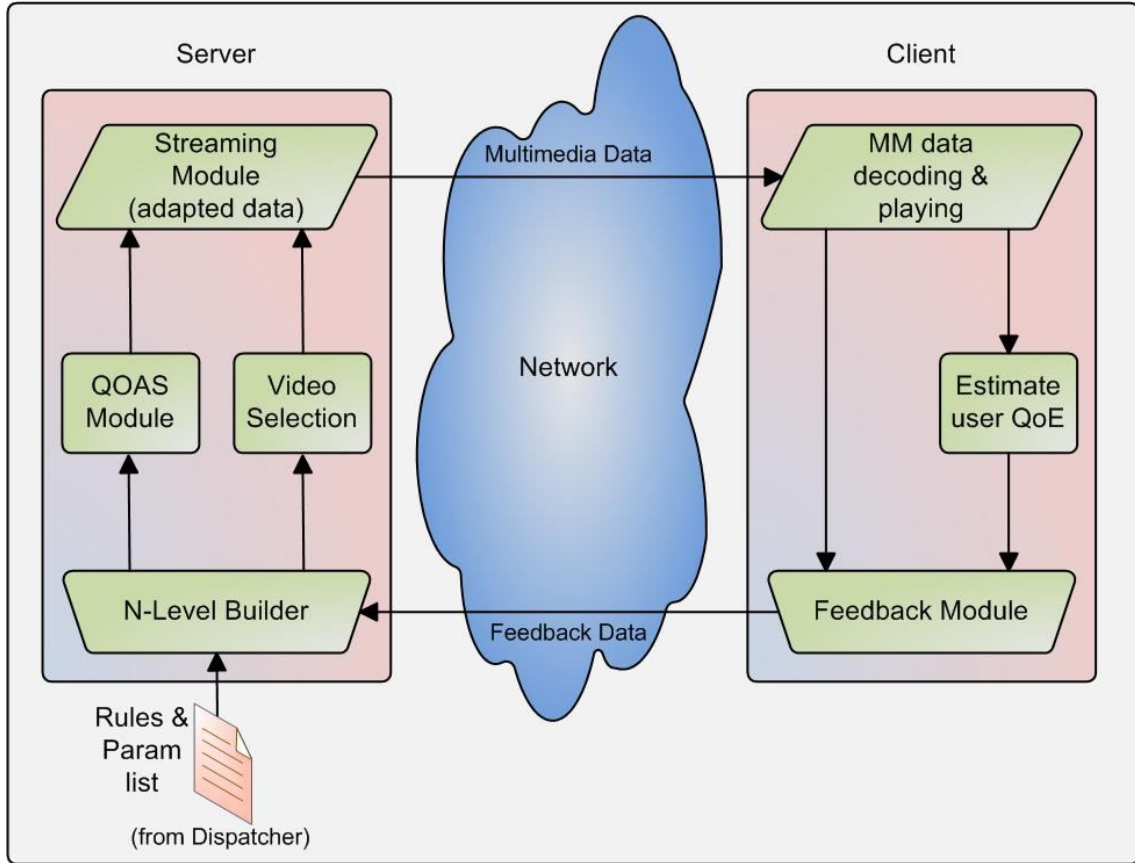 Server
Client
Streaming
Module
(adapted data)
Multimedia Data
MM data
decoding &
playing
QOAS
Module
Video
Selection
Network
Estimate
user QoE
N-Level Builder
Feedback Data
Feedback Module
Rules &
Param
list
(from Dispatcher)